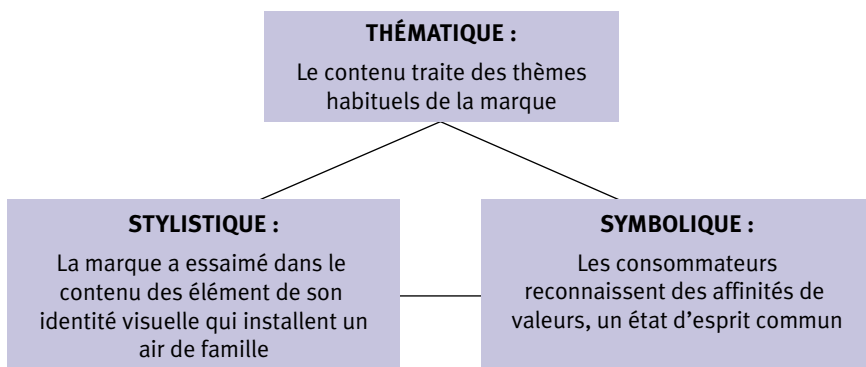 THÉMATIQUE :
Le contenu traite des thèmes
habituels de la marque
STYLISTIQUE :
La marque a essaimé dans le
contenu des élément de son
identité visuelle qui installent un
air de famille
SYMBOLIQUE :
Les consommateurs
reconnaissent des affinités de
valeurs, un état d’esprit commun